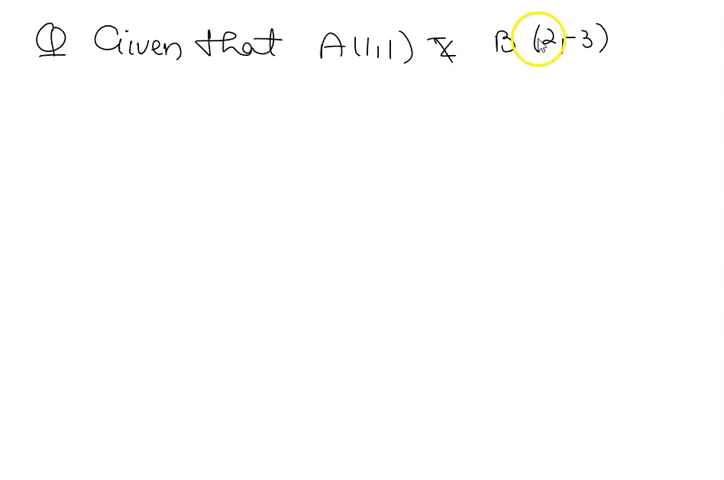 Q Given that A(1,1) & B (2,-3)